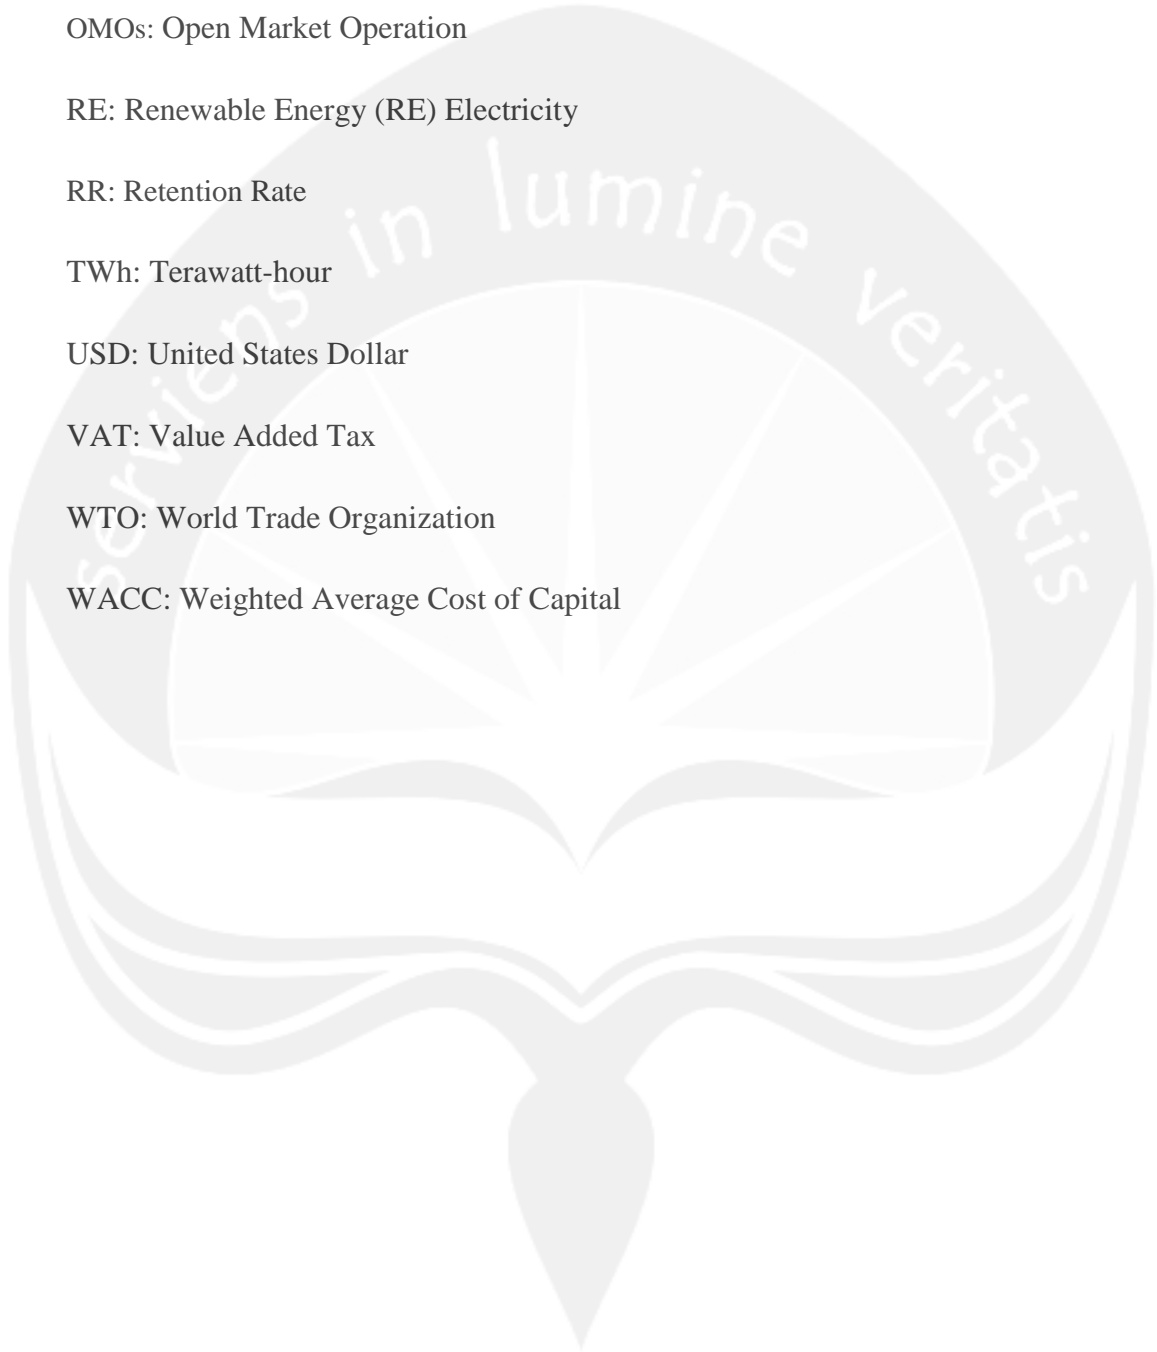 OMOs: Open Market Operation
RE: Renewable Energy (RE) Electricity
RR: Retention Rate
TWh: Terawatt-hour
USD: United States Dollar
VAT: Value Added Tax
WTO: World Trade Organization
WACC: Weighted Average Cost of Capital
serviens in lumine veritatis